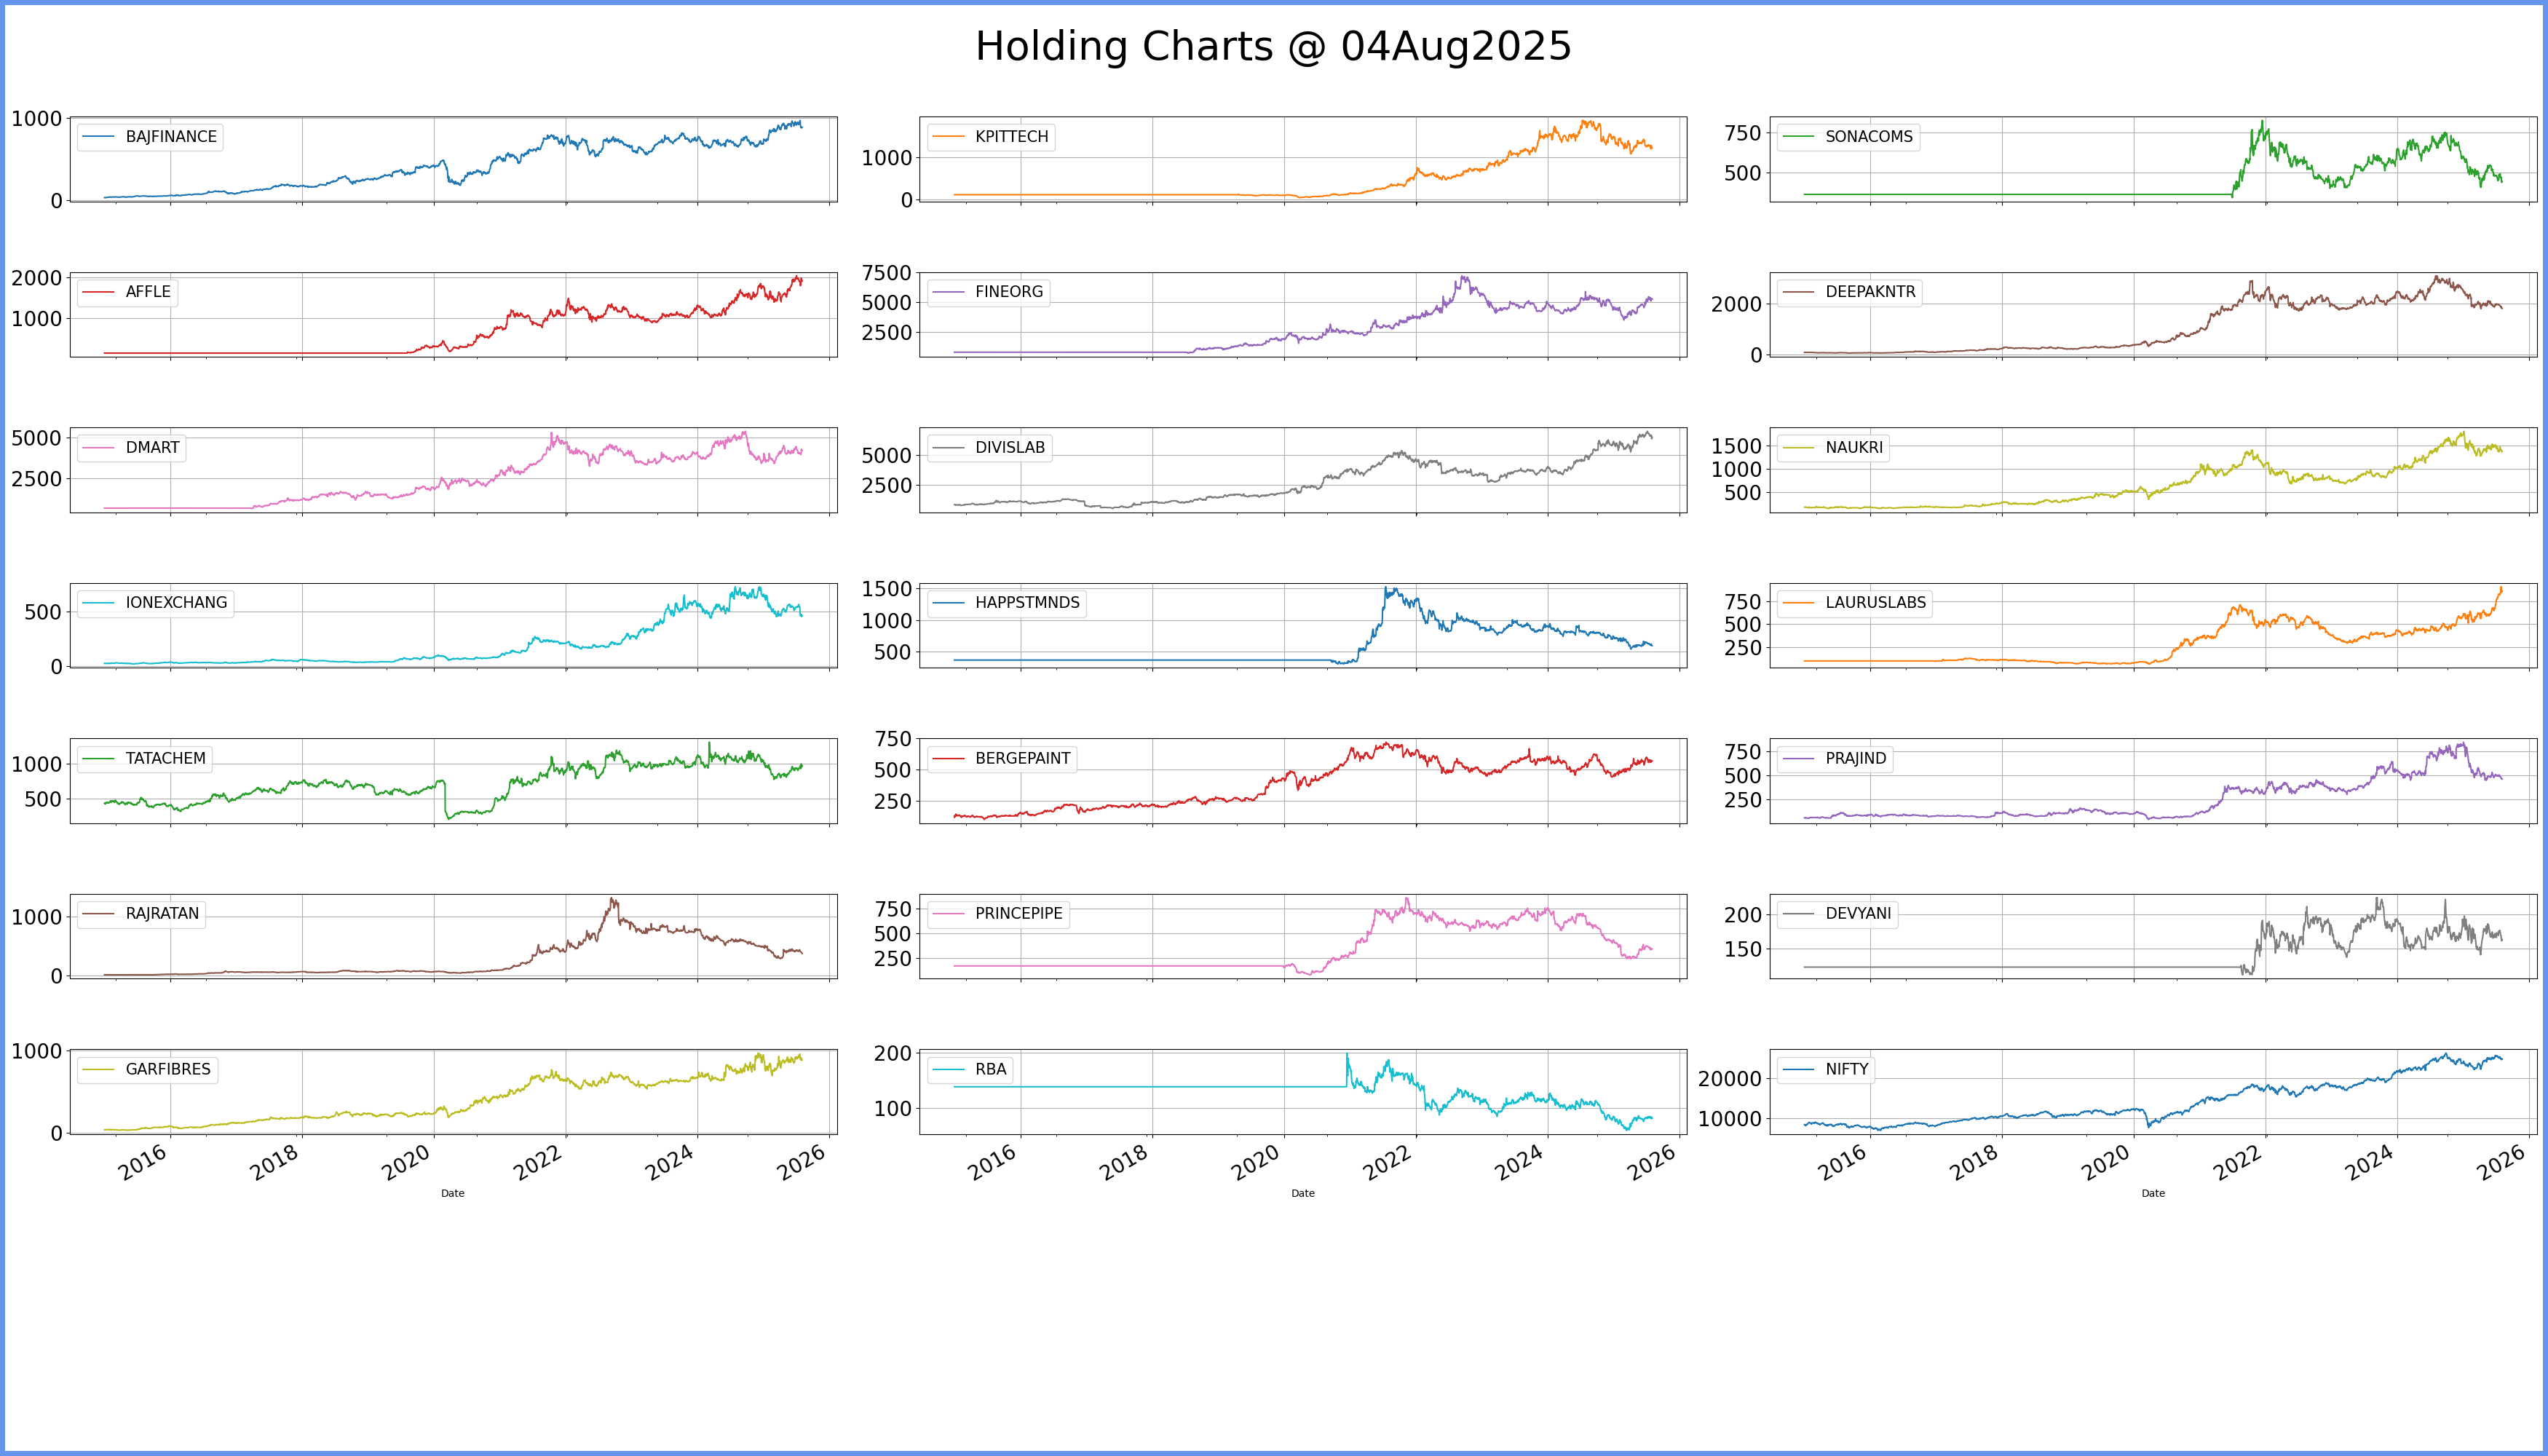 Holding Charts @ 04Aug2025
1000
0
BAJFINANCE
1000
0
KPITTECH
750
500
SONACOMS
2000
1000
AFFLE
7500
5000
2500
FINEORG
2000
0
DEEPAKNTR
5000
2500
DMART
5000
2500
DIVISLAB
1500
1000
500
NAUKRI
500
0
IONEXCHANG
1500
1000
500
HAPPSTMNDS
750
500
250
LAURUSLABS
1000
500
TATACHEM
750
500
250
BERGEPAINT
750
500
250
PRAJIND
1000
0
RAJRATAN
750
500
250
PRINCEPIPE
200
150
DEVYANI
1000
0
GARFIBRES
200
100
RBA
20000
10000
NIFTY
2016 2018 2020 2022 2024 2026
Date
2016 2018 2020 2022 2024 2026
Date
2016 2018 2020 2022 2024 2026
Date